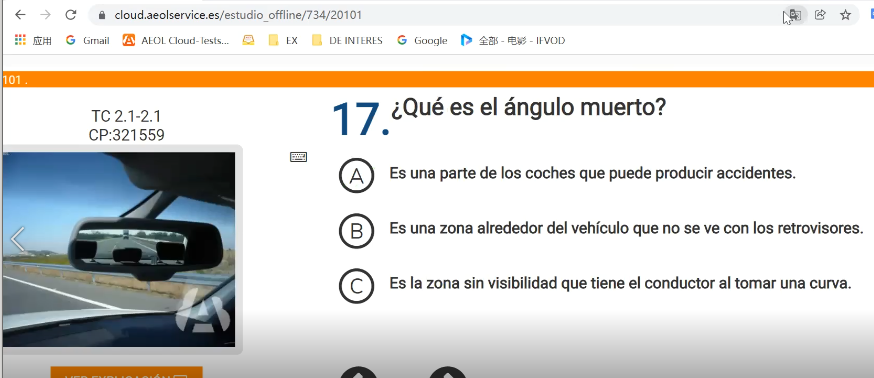 cloud.aeolservice.es/estudio_offline/734/20101
应用 Gmail AEOL Cloud-Tests... EX DE INTERES Google 全部 - 电影 - IFVOD
101 .
TC 2.1-2.1
CP:321559
17. ¿Qué es el ángulo muerto?
A Es una parte de los coches que puede producir accidentes.
B Es una zona alrededor del vehículo que no se ve con los retrovisores.
C Es la zona sin visibilidad que tiene el conductor al tomar una curva.
VER EXPLICACIÓN